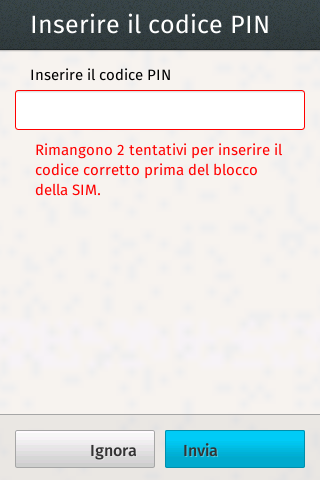 Inserire il codice PIN
Inserire il codice PIN
Rimangono 2 tentativi per inserire il
codice corretto prima del blocco
della SIM.
Ignora
Invia